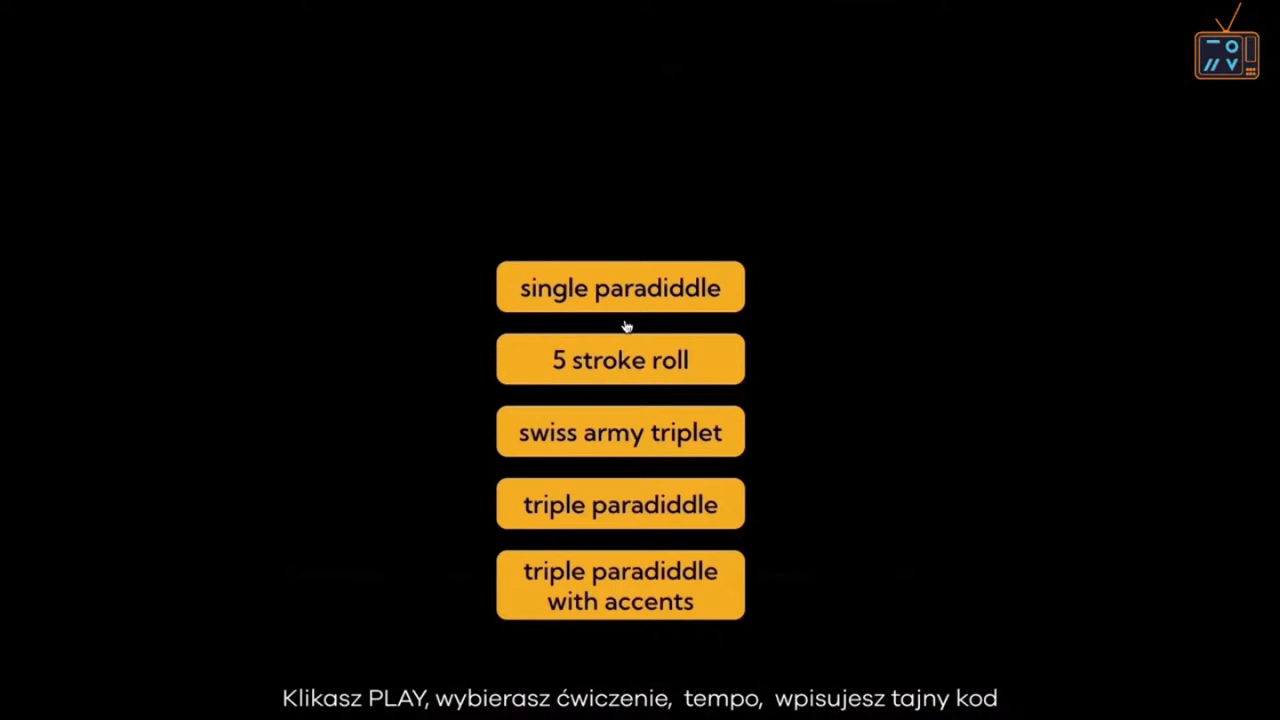 single paradiddle
5 stroke roll
swiss army triplet
triple paradiddle
triple paradiddle
with accents
Klikasz PLAY, wybierasz ćwiczenie, tempo, wpisujesz tajny kod